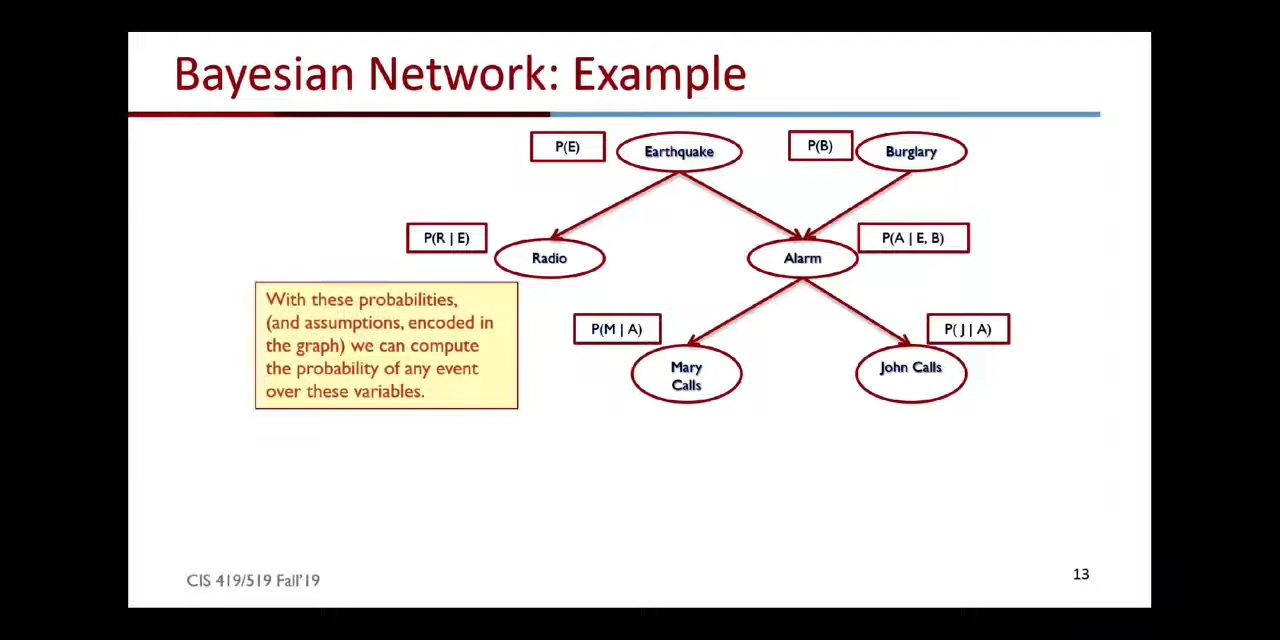 Bayesian Network: Example
P(E)
Earthquake
P(B)
Burglary
P(R | E)
Radio
Alarm
P(A | E, B)
With these probabilities,
(and assumptions, encoded in
the graph) we can compute
the probability of any event
over these variables.
P(M | A)
Mary
Calls
P( J | A)
John Calls
CIS 419/519 Fall'19
13